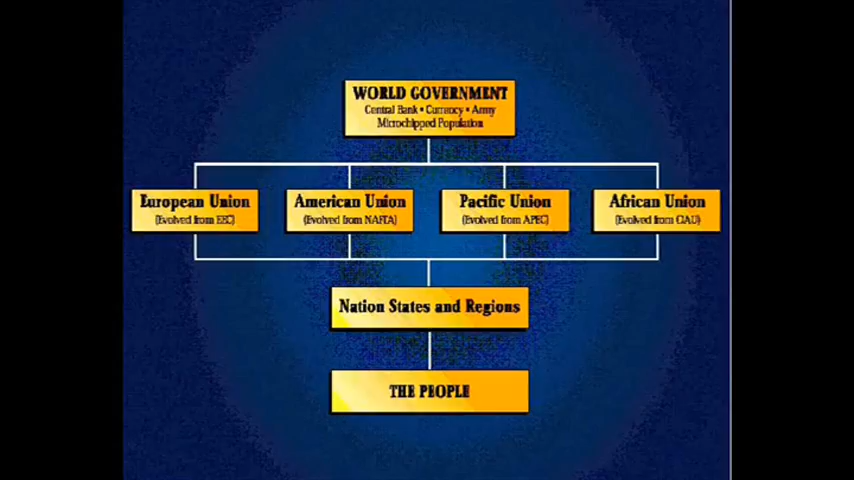 WORLD GOVERNMENT
Central Bank • Currency • Army
Microchipped Population
European Union
(Evolved from EEC)
American Union
(Evolved from NAFTA)
Pacific Union
(Evolved from APEC)
African Union
(Evolved from OAU)
Nation States and Regions
THE PEOPLE